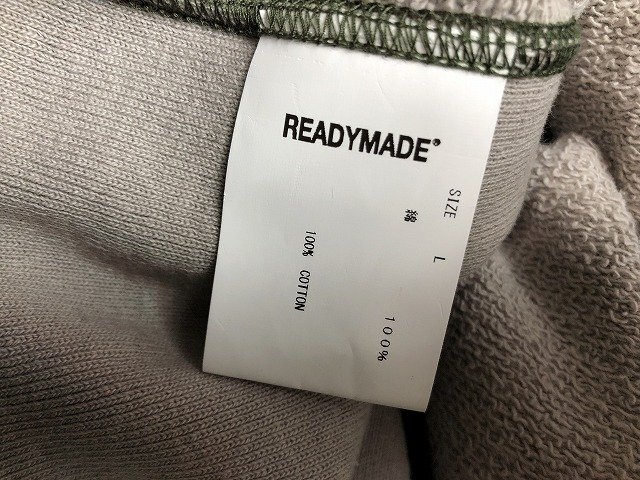 READYMADE®
SIZE L
綿 100%
100% COTTON